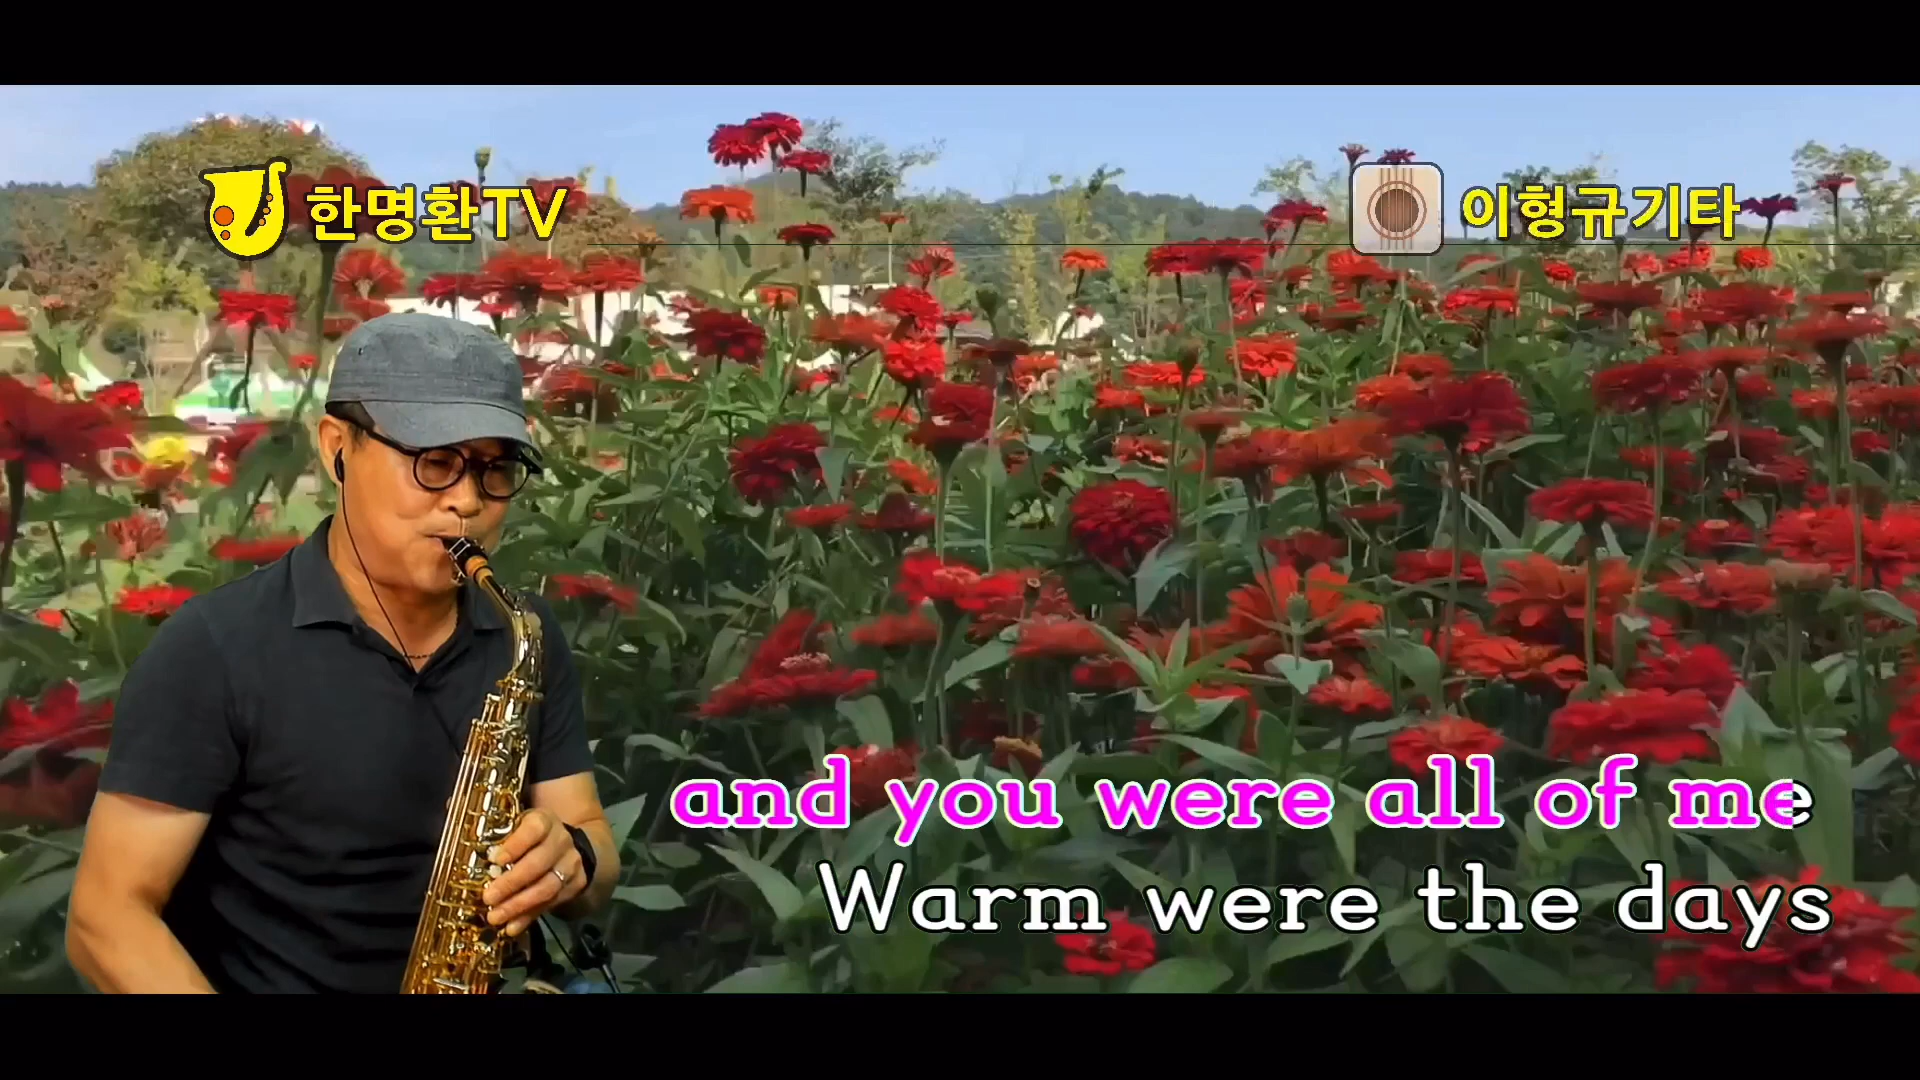 한명환TV
이형규기타
and you were all of me
Warm were the days